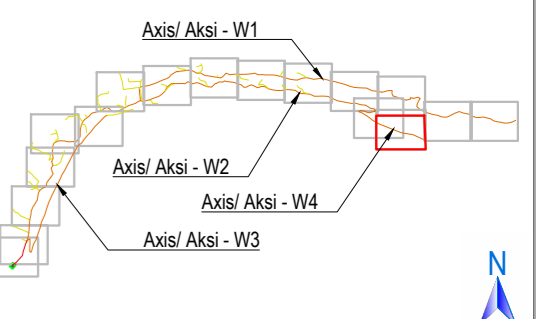 Axis/ Aksi - W1
Axis/ Aksi - W2
Axis/ Aksi - W4
Axis/ Aksi - W3
N